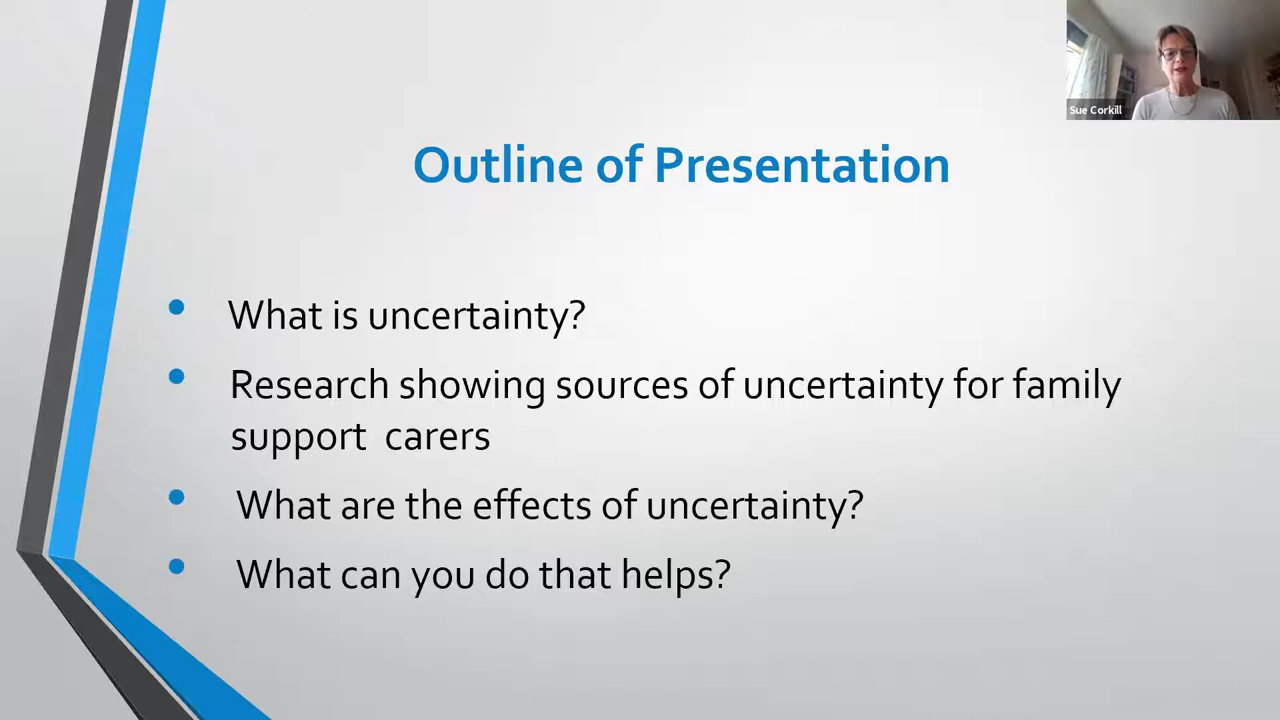 Sue Corkill
Outline of Presentation
• What is uncertainty?
• Research showing sources of uncertainty for family
support carers
• What are the effects of uncertainty?
• What can you do that helps?